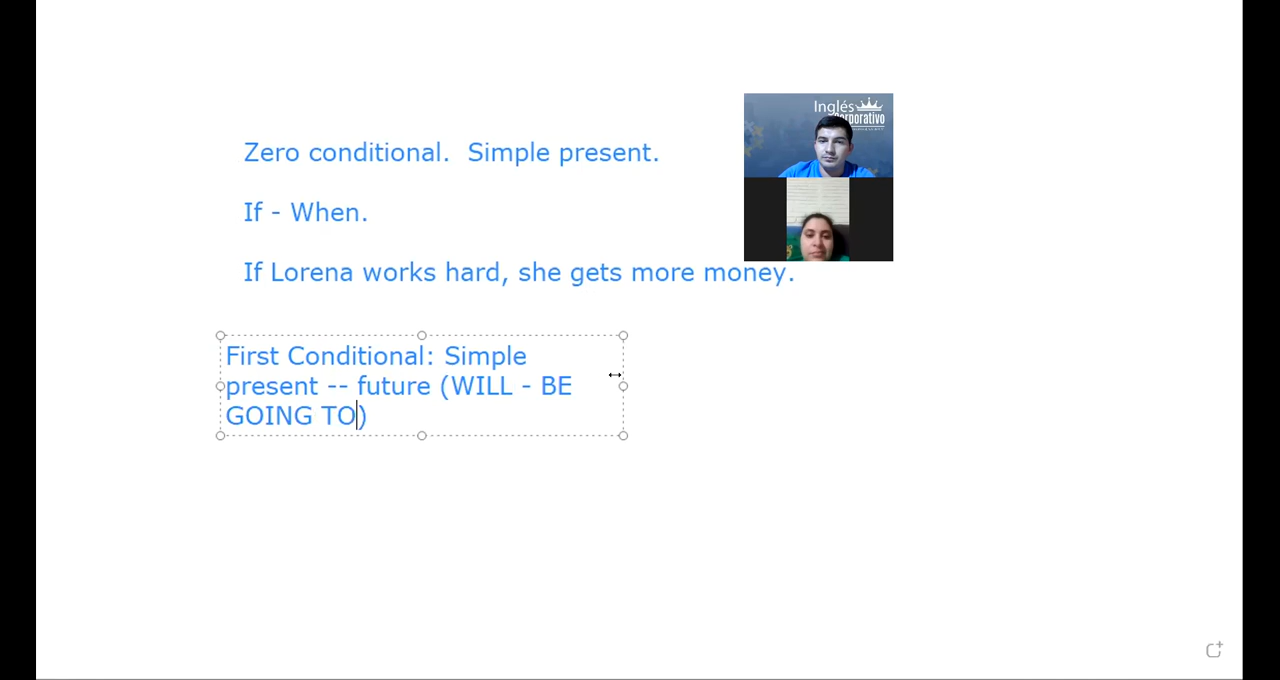 Inglés
Corporativo
Zero conditional.  Simple present.
If - When.
If Lorena works hard, she gets more money.
First Conditional: Simple
present -- future (WILL - BE
GOING TO)